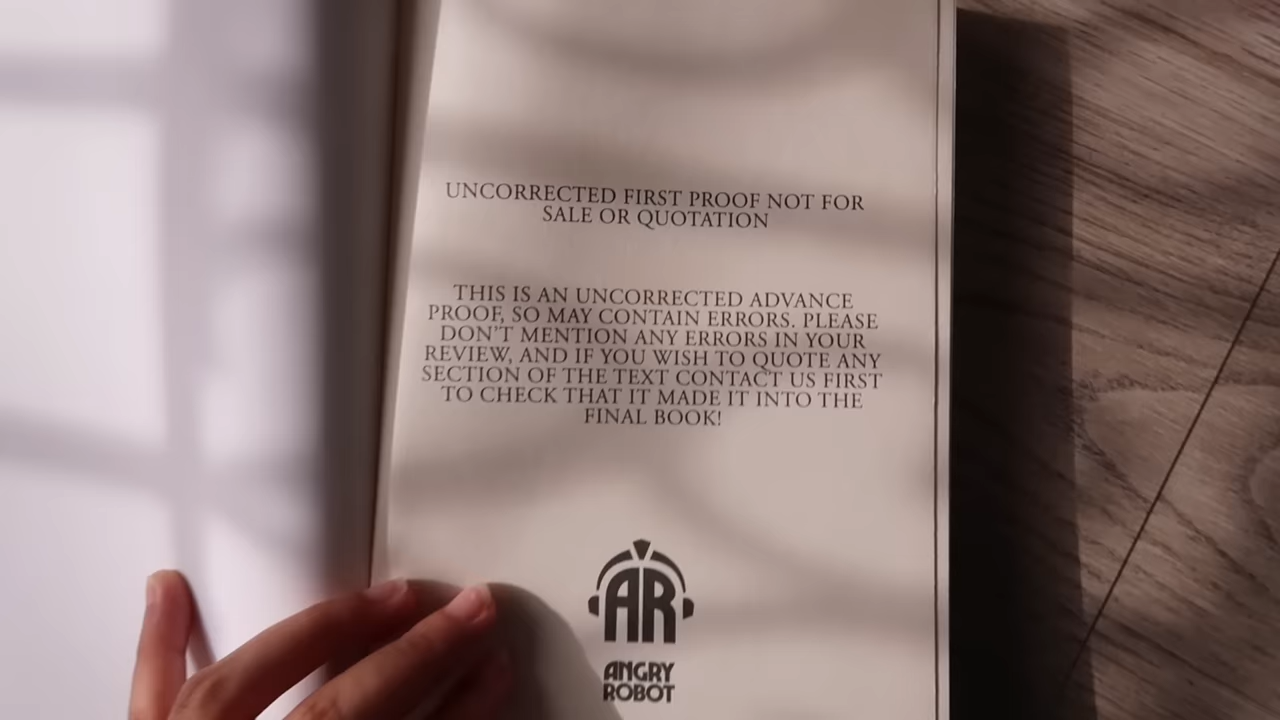 UNCORRECTED FIRST PROOF NOT FOR
SALE OR QUOTATION
THIS IS AN UNCORRECTED ADVANCE
PROOF, SO MAY CONTAIN ERRORS. PLEASE
DON'T MENTION ANY ERRORS IN YOUR
REVIEW, AND IF YOU WISH TO QUOTE ANY
SECTION OF THE TEXT CONTACT US FIRST
TO CHECK THAT IT MADE IT INTO THE
FINAL BOOK!
AR
ANGRY
ROBOT